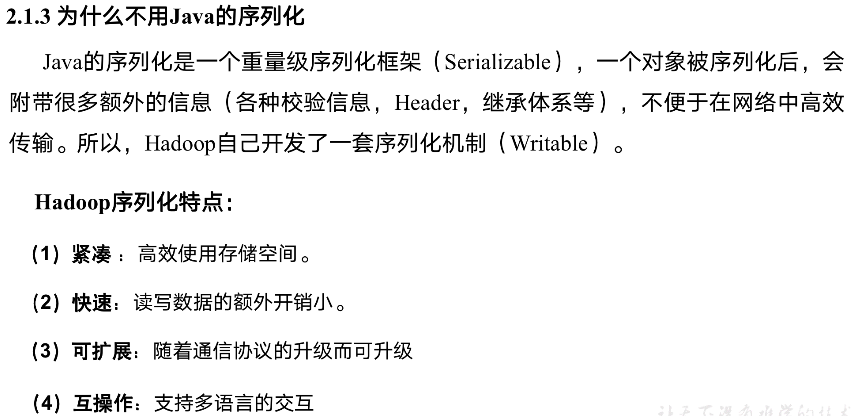 2.1.3 为什么不用Java的序列化
Java的序列化是一个重量级序列化框架（Serializable），一个对象被序列化后，会
附带很多额外的信息（各种校验信息，Header，继承体系等），不便于在网络中高效
传输。所以，Hadoop自己开发了一套序列化机制（Writable）。
Hadoop序列化特点：
（1）紧凑 ：高效使用存储空间。
（2）快速：读写数据的额外开销小。
（3）可扩展：随着通信协议的升级而可升级
（4）互操作：支持多语言的交互